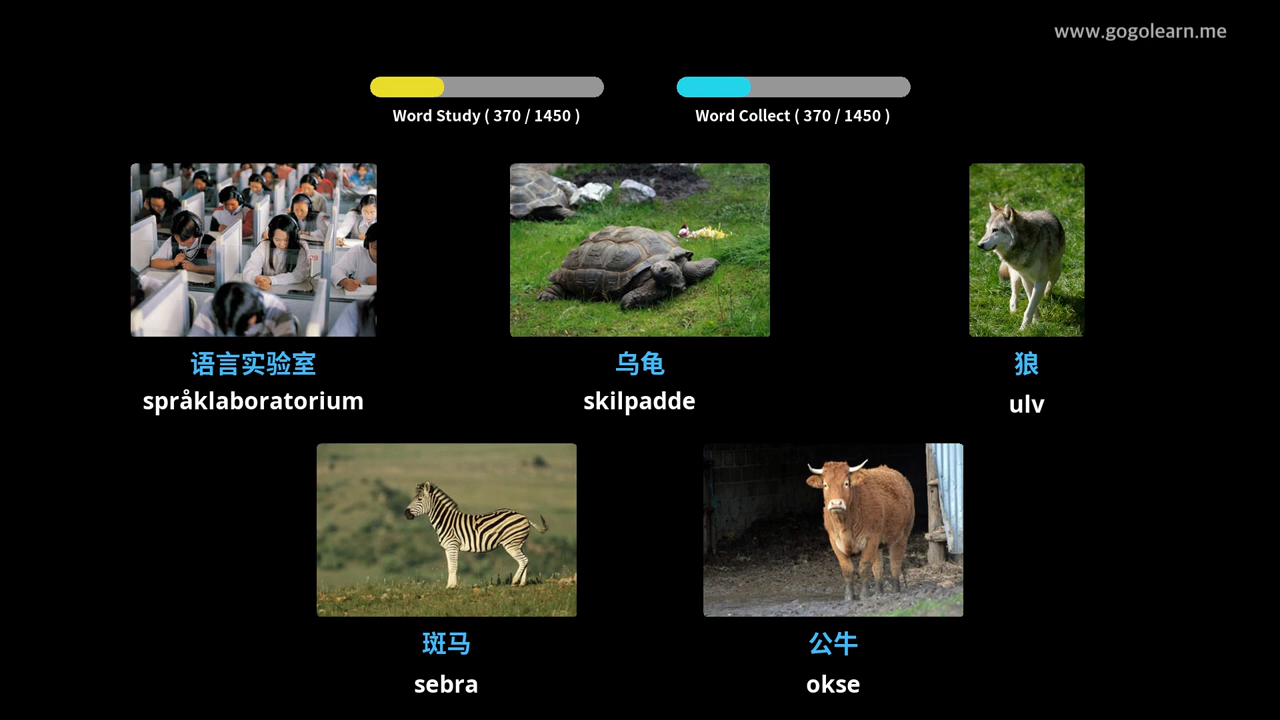 www.gogolearn.me
Word Study ( 370 / 1450 )
Word Collect ( 370 / 1450 )
语言实验室
språklaboratorium
乌龟
skilpadde
狼
ulv
斑马
sebra
公牛
okse